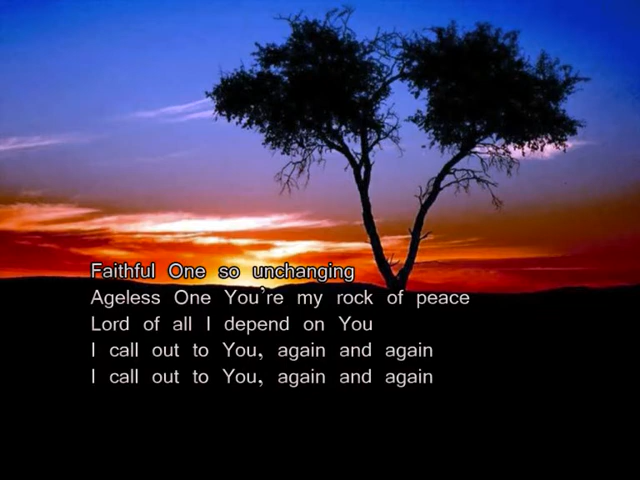 Faithful One so unchanging
Ageless One You're my rock of peace
Lord of all I depend on You
I call out to You, again and again
I call out to You, again and again